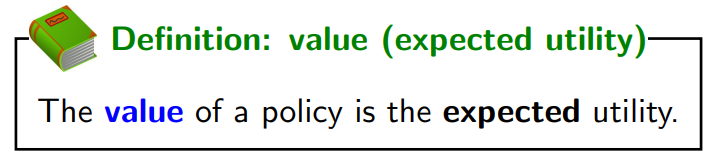 Definition: value (expected utility)
The value of a policy is the expected utility.